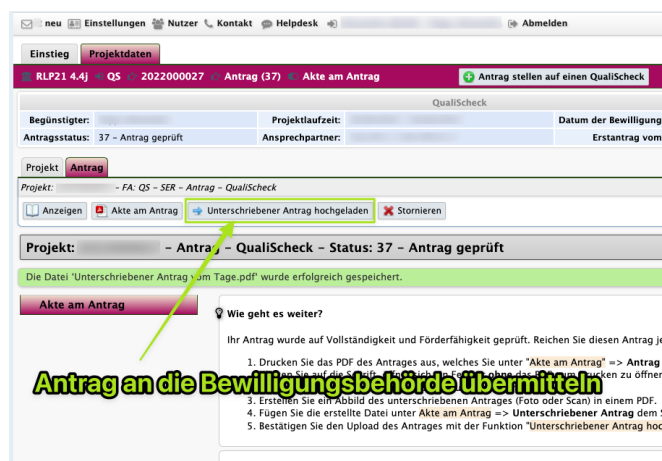 neu Einstellungen Nutzer Kontakt Helpdesk Abmelden
Einstieg Projektdaten
RLP21 4.4j QS 2022000027 Antrag (37) Akte am Antrag Antrag stellen auf einen QualiScheck
QualiScheck
Begünstigter: Projektlaufzeit: Datum der Bewilligung
Antragsstatus: 37 – Antrag geprüft Ansprechpartner: Erstantrag vom
Projekt Antrag
Projekt: – FA: QS – SER – Antrag – QualiScheck
Anzeigen Akte am Antrag Unterschriebener Antrag hochgeladen Stornieren
Projekt: – Antrag – QualiScheck – Status: 37 – Antrag geprüft
Die Datei 'Unterschriebener Antrag vom Tage.pdf' wurde erfolgreich gespeichert.
Akte am Antrag
Wie geht es weiter?
Ihr Antrag wurde auf Vollständigkeit und Förderfähigkeit geprüft. Reichen Sie diesen Antrag je
1. Drucken Sie das PDF des Antrages aus, welches Sie unter "Akte am Antrag" => Antrag
Antrag an die Bewilligungsbehörde übermitteln
3. Erstellen Sie ein Abbild des unterschriebenen Antrages (Foto oder Scan) in einem PDF.
4. Fügen Sie die erstellte Datei unter Akte am Antrag => Unterschriebener Antrag dem S
5. Bestätigen Sie den Upload des Antrages mit der Funktion "Unterschriebener Antrag hoc